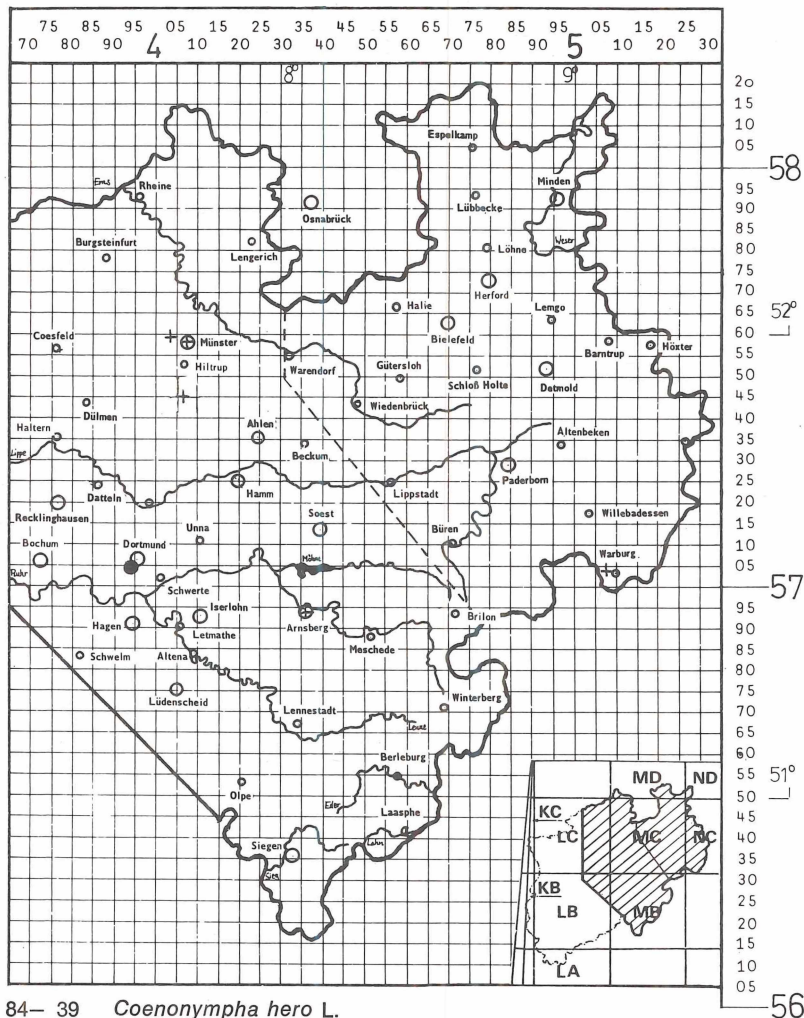 75 85 95 05 15 25 35 45 55 65 75 85 95 05 15 25
70 80 90 4 10 20 30 40 50 60 70 80 90 5 10 20 30
8° 9°
20
15
10
Espelkamp 05
58
Ems Rheine Minden 95
Osnabrück Lübbecke 90
85
Burgsteinfurt Lengerich Löhne Weser 80
75
Herford 70
Halle Lemgo 65 52°
Coesfeld Münster Bielefeld 60
Barntrup Höxter
Hiltrup Warendorf Gütersloh Schloß Holte Detmold 55
50
Dülmen Wiedenbrück 45
40
Haltern Ahlen Beckum Altenbeken 35
Lippe Paderborn 30
Datteln Hamm Lippstadt 25
Recklinghausen 20
Soest Willebadessen 15
Unna Büren 10
Bochum Dortmund Möhne Warburg 05
57
Ruhr Schwerte
Iserlohn Arnsberg Brilon 95
Hagen Letmathe Meschede 90
Schwelm Altena 85
80
Lüdenscheid 75
Lennestadt Winterberg 70
Lenne 65
60
Olpe Berleburg 55 51°
MD ND
Eder 50
KC Laasphe 45
LC MC NC
Siegen Lahn 40
Sieg 35
30
KB 25
LB MB 20
15
10
LA 05
84– 39 Coenonympha hero L. 56